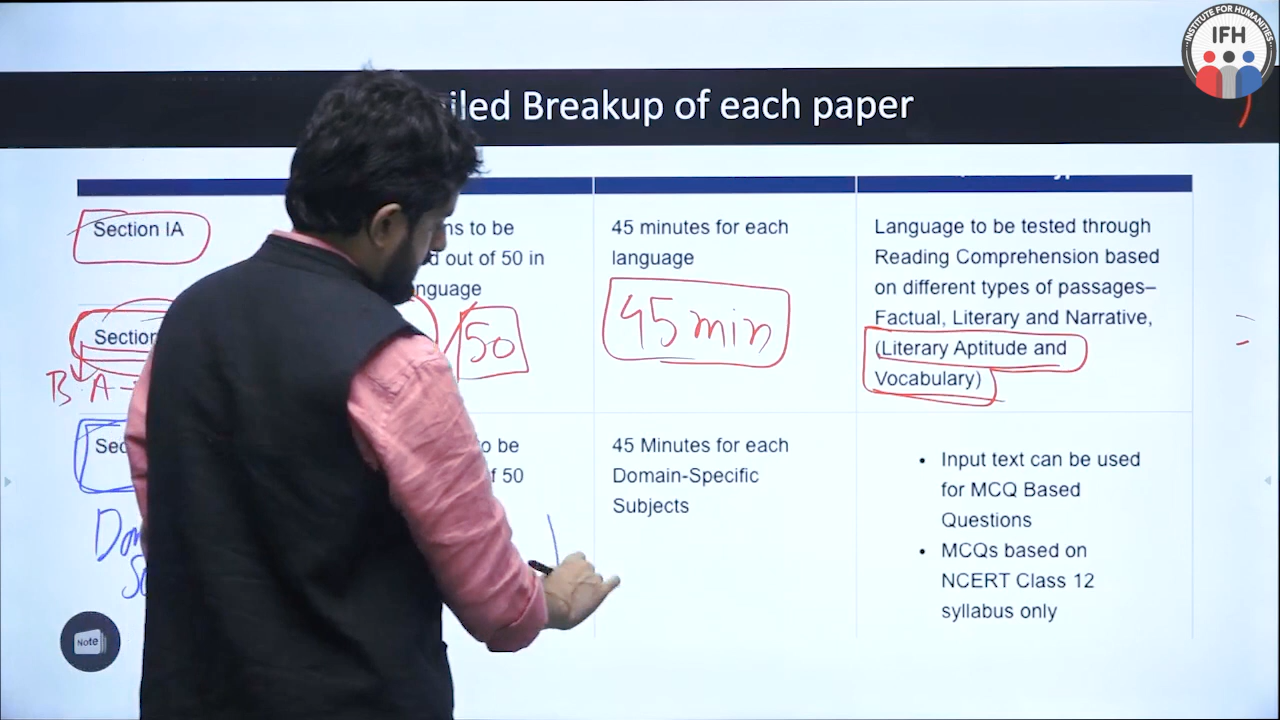 INSTITUTE FOR HUMANITIES
IFH
iled Breakup of each paper
Section IA
ns to be
d out of 50 in
nguage
45 minutes for each
language
Language to be tested through
Reading Comprehension based
on different types of passages–
Factual, Literary and Narrative,
(Literary Aptitude and
Vocabulary)
Section
50
45 min
B A
Sec
o be
f 50
45 Minutes for each
Domain-Specific
Subjects
• Input text can be used
for MCQ Based
Questions
• MCQs based on
NCERT Class 12
syllabus only
Dom
Note